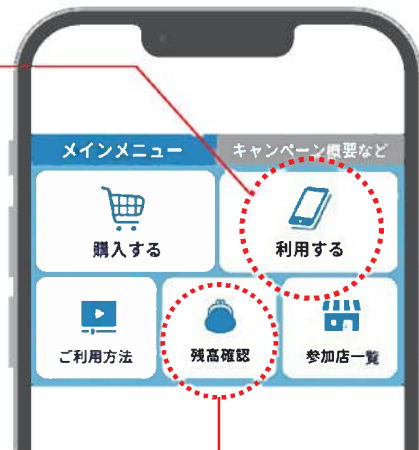 メインメニュー
キャンペーン概要など
購入する
利用する
ご利用方法
残高確認
参加店一覧